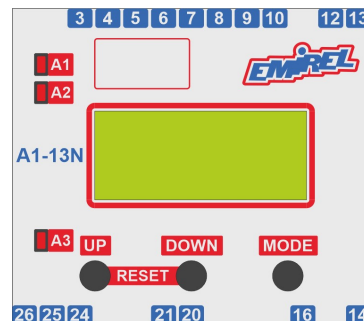 3 4 5 6 7 8 9 10 12 13
A1
EMIREL
A2
A1-13N
A3 UP DOWN MODE
RESET
26 25 24 21 20 16 14